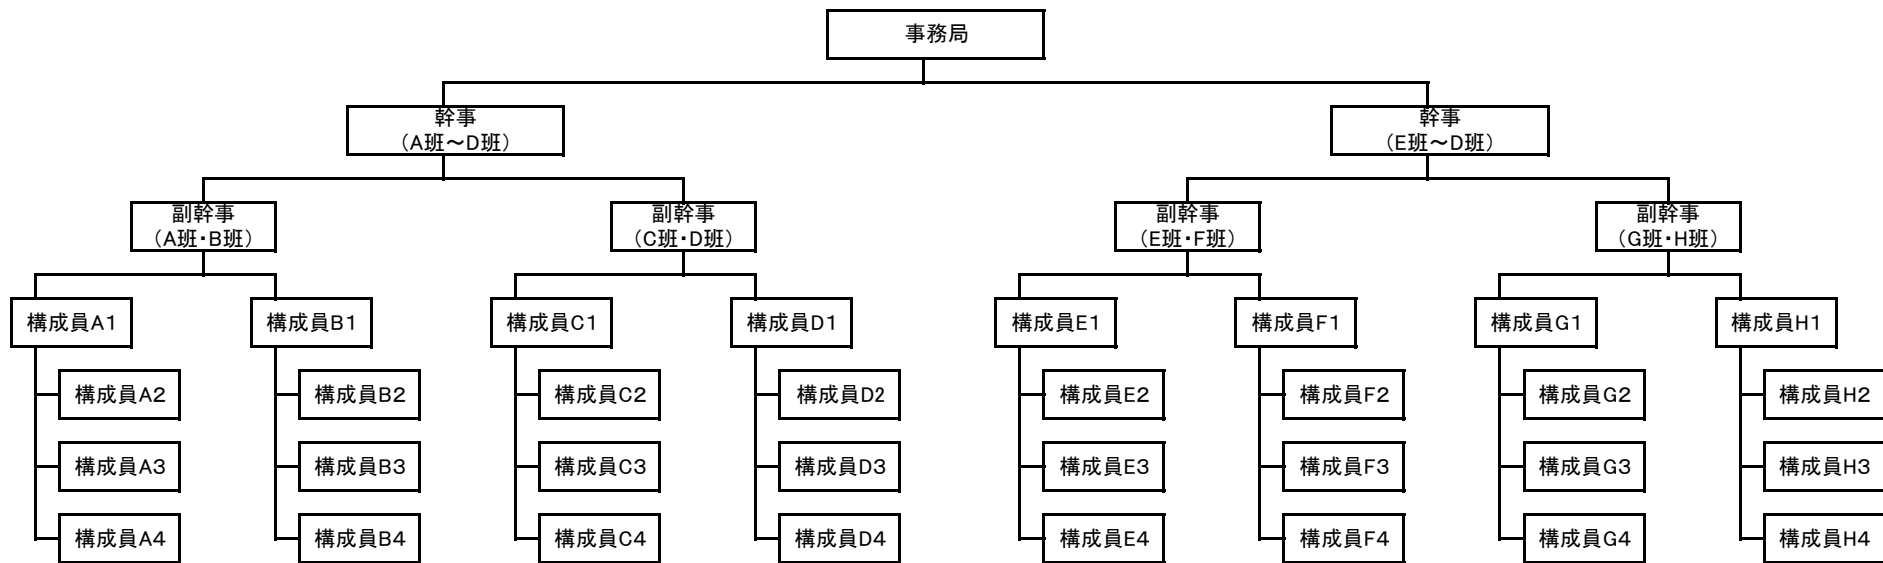 事務局
幹事
（A班～D班）
幹事
（E班～D班）
副幹事
（A班・B班）
副幹事
（C班・D班）
副幹事
（E班・F班）
副幹事
（G班・H班）
構成員A1
構成員B1
構成員C1
構成員D1
構成員E1
構成員F1
構成員G1
構成員H1
構成員A2
構成員B2
構成員C2
構成員D2
構成員E2
構成員F2
構成員G2
構成員H2
構成員A3
構成員B3
構成員C3
構成員D3
構成員E3
構成員F3
構成員G3
構成員H3
構成員A4
構成員B4
構成員C4
構成員D4
構成員E4
構成員F4
構成員G4
構成員H4